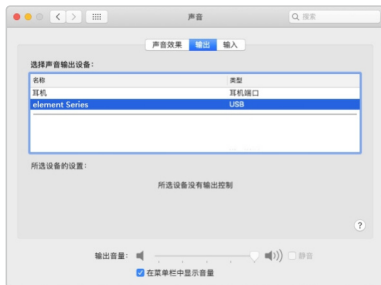 声音
搜索
声音效果 输出 输入
选择声音输出设备：
名称 类型
耳机 耳机端口
element Series USB
所选设备的设置：
所选设备没有输出控制
?
输出音量： 静音
在菜单栏中显示音量